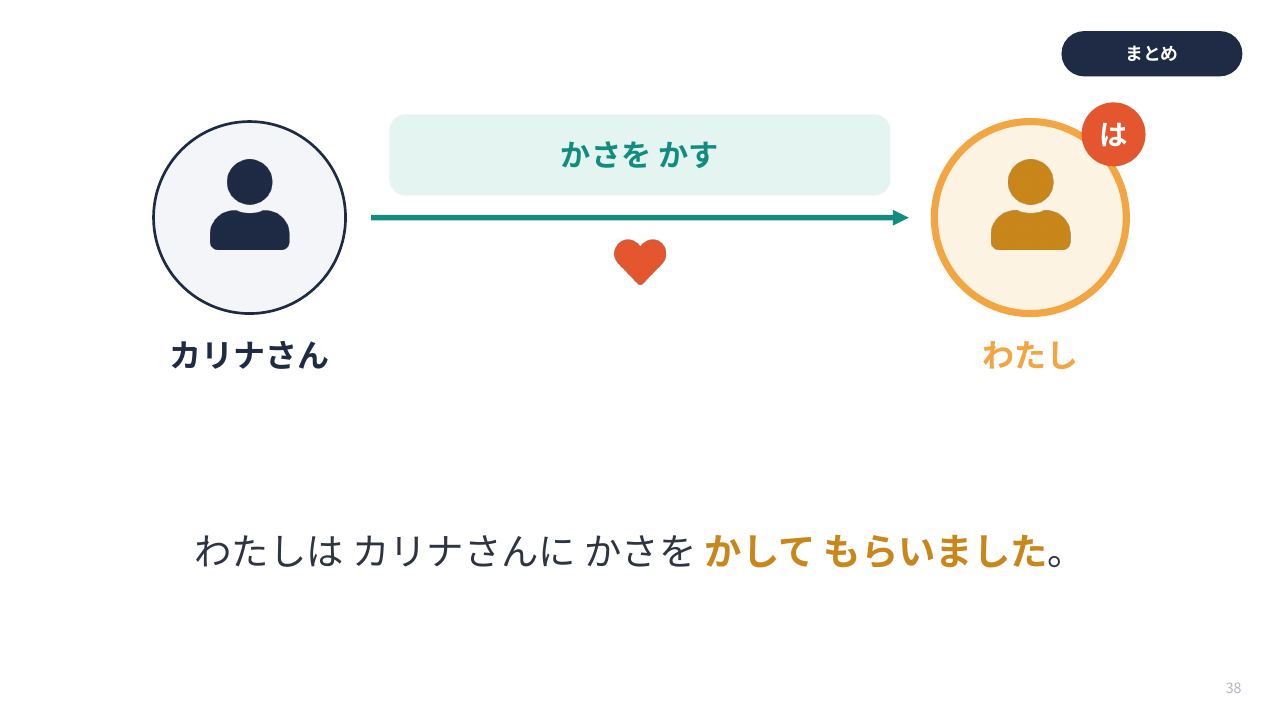 まとめ
かさを かす
は
カリナさん
わたし
わたしは カリナさんに かさを かして もらいました。
38